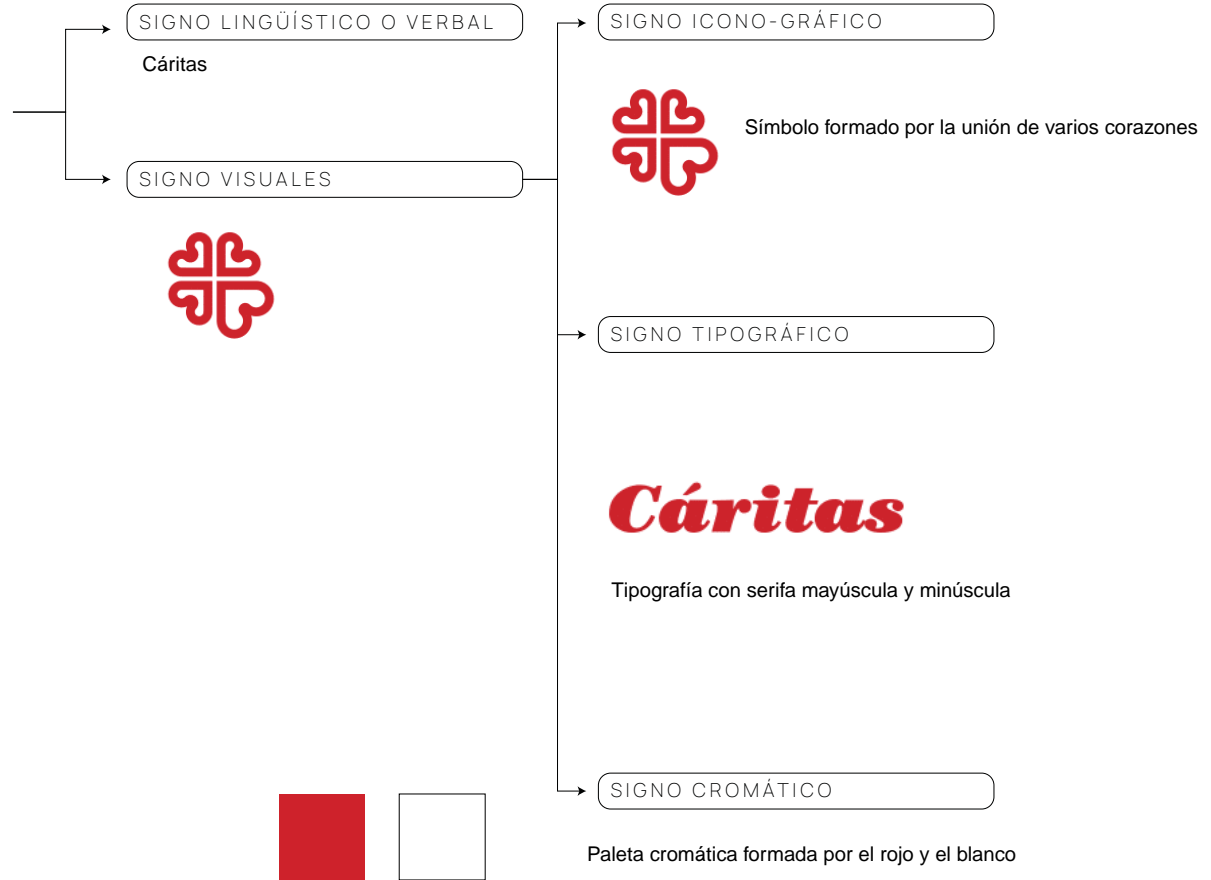 SIGNO LINGÜÍSTICO O VERBAL
Cáritas
SIGNO VISUALES
SIGNO ICONO-GRÁFICO
Símbolo formado por la unión de varios corazones
SIGNO TIPOGRÁFICO
Cáritas
Tipografía con serifa mayúscula y minúscula
SIGNO CROMÁTICO
Paleta cromática formada por el rojo y el blanco